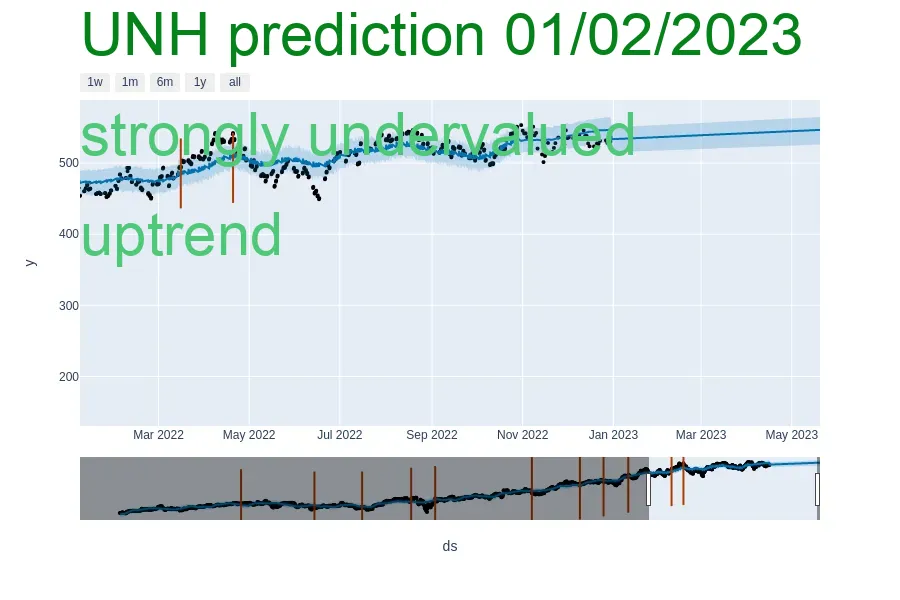 UNH prediction 01/02/2023
1w 1m 6m 1y all
strongly undervalued
500
uptrend
400
y
300
200
Mar 2022 May 2022 Jul 2022 Sep 2022 Nov 2022 Jan 2023 Mar 2023 May 2023
ds